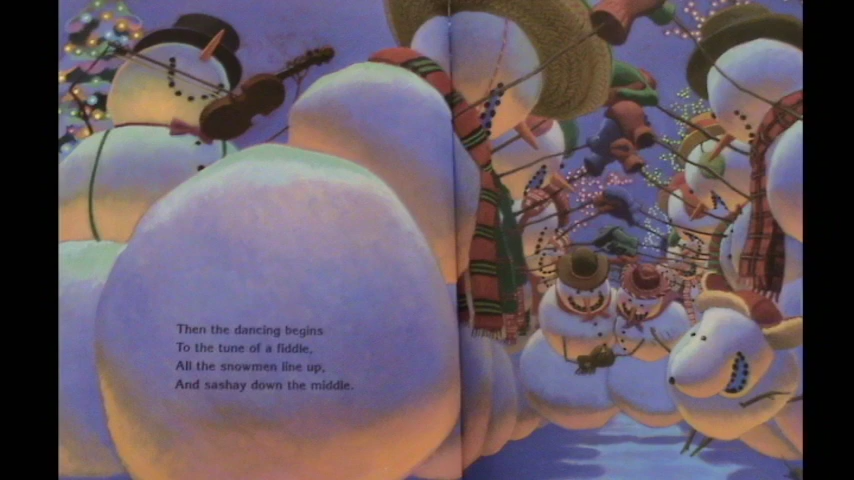 Then the dancing begins
To the tune of a fiddle,
All the snowmen line up,
And sashay down the middle.